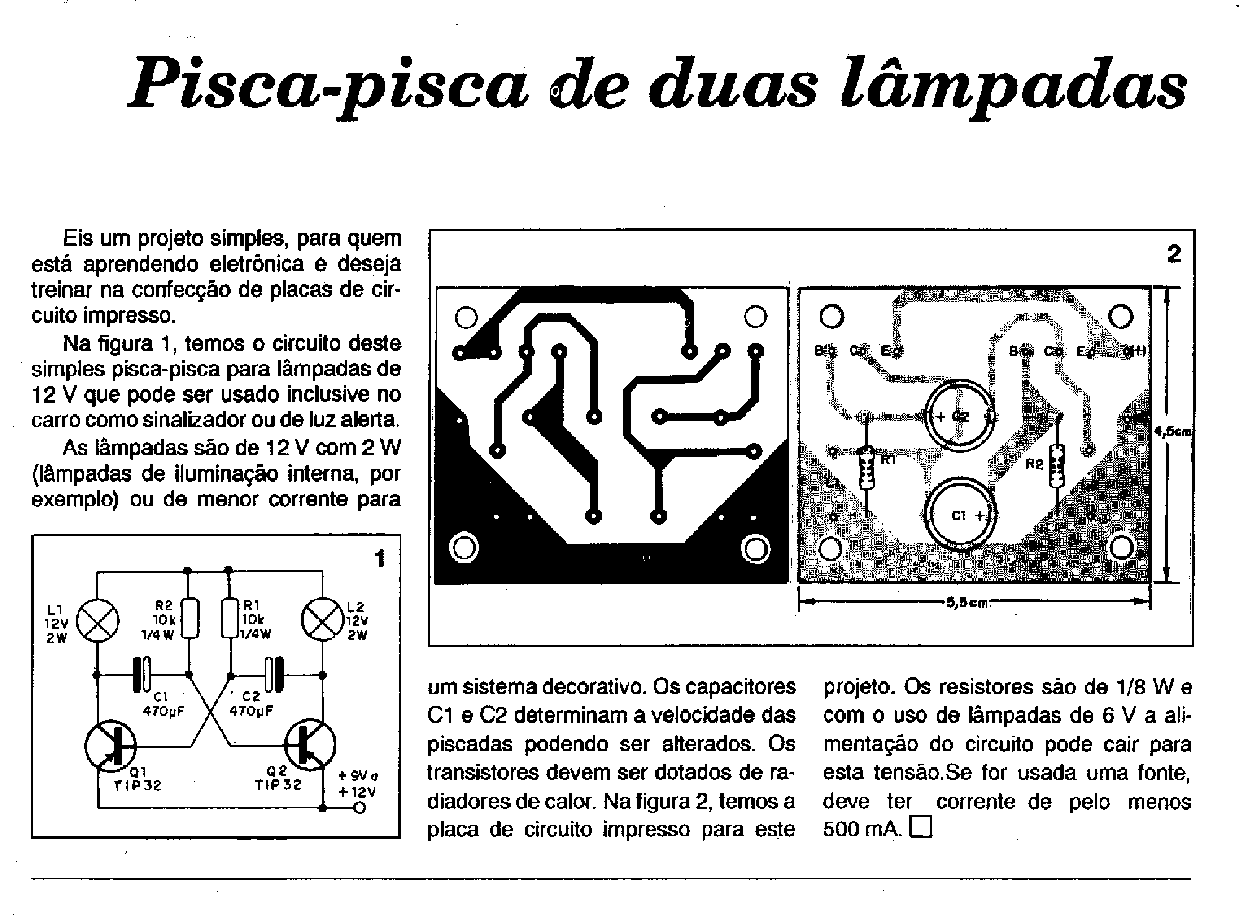 Pisca-pisca de duas lâmpadas
Eis um projeto simples, para quem
está aprendendo eletrônica e deseja
treinar na confecção de placas de cir-
cuito impresso.
Na figura 1, temos o circuito deste
simples pisca-pisca para lâmpadas de
12 V que pode ser usado inclusive no
carro como sinalizador ou de luz alerta.
As lâmpadas são de 12 V com 2 W
(lâmpadas de iluminação interna, por
exemplo) ou de menor corrente para
1
L1
12V
2W
R2
10k
1/4W
R1
10k
1/4W
L2
12V
2W
C1
470µF
C2
470µF
Q1
TIP32
Q2
TIP32
+ 9V a
+ 12V
2
B C E
B C E (+)
+ C2
R1
R2
C1 +
4,5cm
5,5cm
um sistema decorativo. Os capacitores
C1 e C2 determinam a velocidade das
piscadas podendo ser alterados. Os
transistores devem ser dotados de ra-
diadores de calor. Na figura 2, temos a
placa de circuito impresso para este
projeto. Os resistores são de 1/8 W e
com o uso de lâmpadas de 6 V a ali-
mentação do circuito pode cair para
esta tensão.Se for usada uma fonte,
deve ter corrente de pelo menos
500 mA.